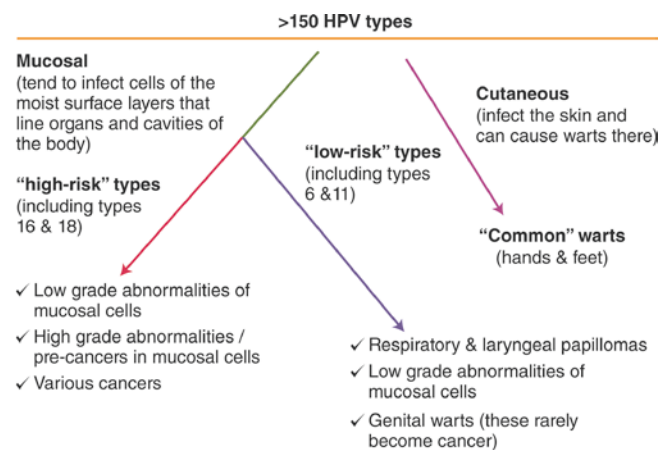 >150 HPV types
Mucosal
(tend to infect cells of the
moist surface layers that
line organs and cavities of
the body)
"high-risk" types
(including types
16 & 18)
✓ Low grade abnormalities of
mucosal cells
✓ High grade abnormalities /
pre-cancers in mucosal cells
✓ Various cancers
"low-risk" types
(including types
6 &11)
✓ Respiratory & laryngeal papillomas
✓ Low grade abnormalities of
mucosal cells
✓ Genital warts (these rarely
become cancer)
Cutaneous
(infect the skin and
can cause warts there)
"Common" warts
(hands & feet)